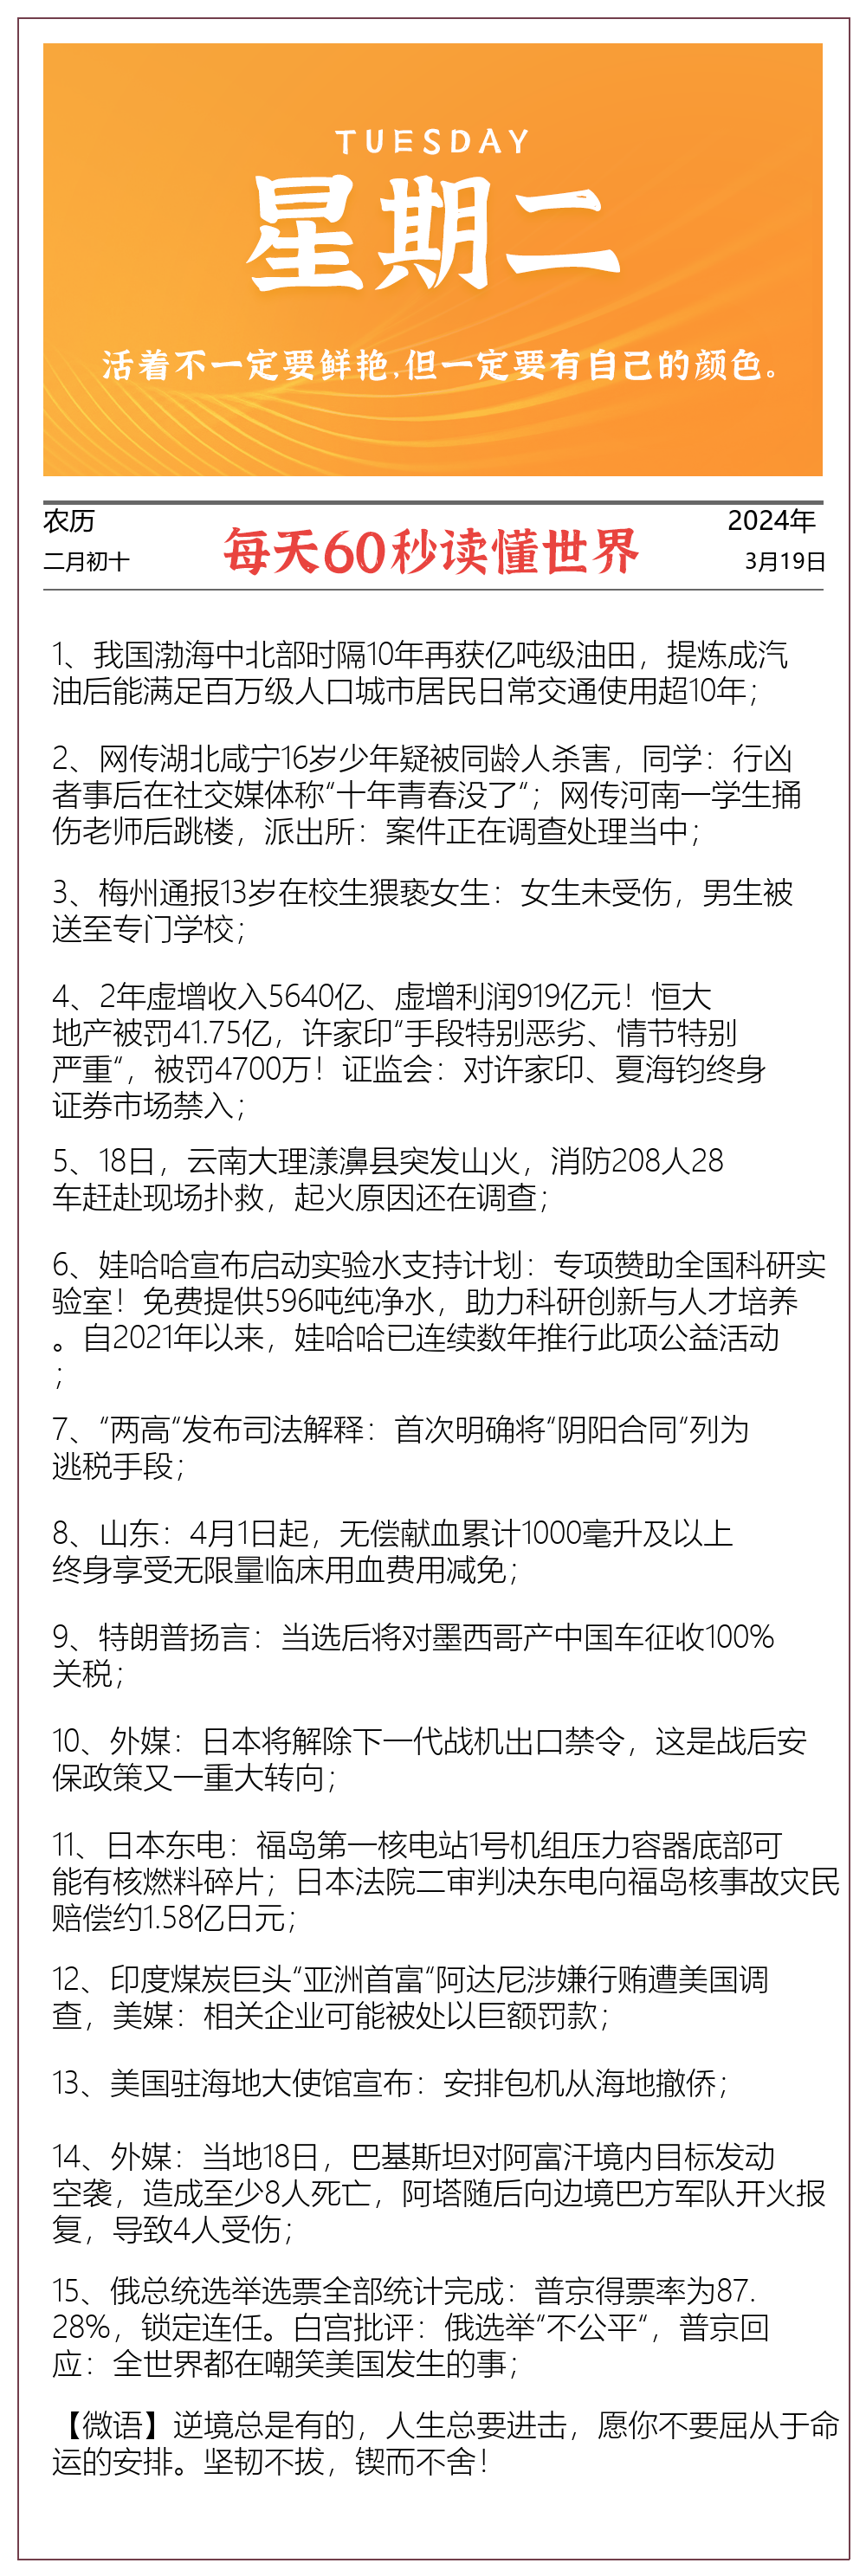 TUESDAY
星期二
活着不一定要鲜艳,但一定要有自己的颜色。
农历
二月初十
每天60秒读懂世界
2024年
3月19日
1、我国渤海中北部时隔10年再获亿吨级油田，提炼成汽
油后能满足百万级人口城市居民日常交通使用超10年；
2、网传湖北咸宁16岁少年疑被同龄人杀害，同学：行凶
者事后在社交媒体称“十年青春没了“；网传河南一学生捅
伤老师后跳楼，派出所：案件正在调查处理当中；
3、梅州通报13岁在校生猥亵女生：女生未受伤，男生被
送至专门学校；
4、2年虚增收入5640亿、虚增利润919亿元！恒大
地产被罚41.75亿，许家印“手段特别恶劣、情节特别
严重“，被罚4700万！证监会：对许家印、夏海钧终身
证券市场禁入；
5、18日，云南大理漾濞县突发山火，消防208人28
车赶赴现场扑救，起火原因还在调查；
6、娃哈哈宣布启动实验水支持计划：专项赞助全国科研实
验室！免费提供596吨纯净水，助力科研创新与人才培养
。自2021年以来，娃哈哈已连续数年推行此项公益活动
；
7、“两高“发布司法解释：首次明确将“阴阳合同“列为
逃税手段；
8、山东：4月1日起，无偿献血累计1000毫升及以上
终身享受无限量临床用血费用减免；
9、特朗普扬言：当选后将对墨西哥产中国车征收100%
关税；
10、外媒：日本将解除下一代战机出口禁令，这是战后安
保政策又一重大转向；
11、日本东电：福岛第一核电站1号机组压力容器底部可
能有核燃料碎片；日本法院二审判决东电向福岛核事故灾民
赔偿约1.58亿日元；
12、印度煤炭巨头“亚洲首富“阿达尼涉嫌行贿遭美国调
查，美媒：相关企业可能被处以巨额罚款；
13、美国驻海地大使馆宣布：安排包机从海地撤侨；
14、外媒：当地18日，巴基斯坦对阿富汗境内目标发动
空袭，造成至少8人死亡，阿塔随后向边境巴方军队开火报
复，导致4人受伤；
15、俄总统选举选票全部统计完成：普京得票率为87.
28%，锁定连任。白宫批评：俄选举“不公平“，普京回
应：全世界都在嘲笑美国发生的事；
【微语】逆境总是有的，人生总要进击，愿你不要屈从于命
运的安排。坚韧不拔，锲而不舍！